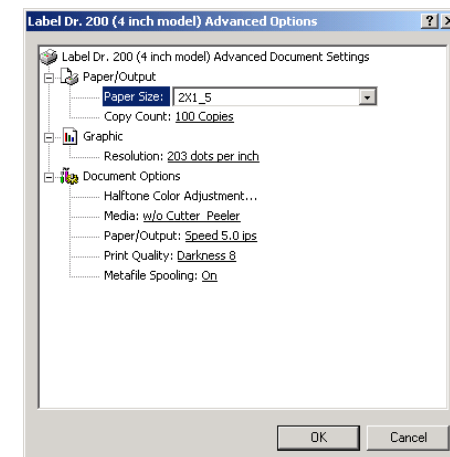 Label Dr. 200 (4 inch model) Advanced Options
Label Dr. 200 (4 inch model) Advanced Document Settings
Paper/Output
Paper Size: 2X1_5
Copy Count: 100 Copies
Graphic
Resolution: 203 dots per inch
Document Options
Halftone Color Adjustment...
Media: w/o Cutter_Peeler
Paper/Output: Speed 5.0 ips
Print Quality: Darkness 8
Metafile Spooling: On
OK Cancel